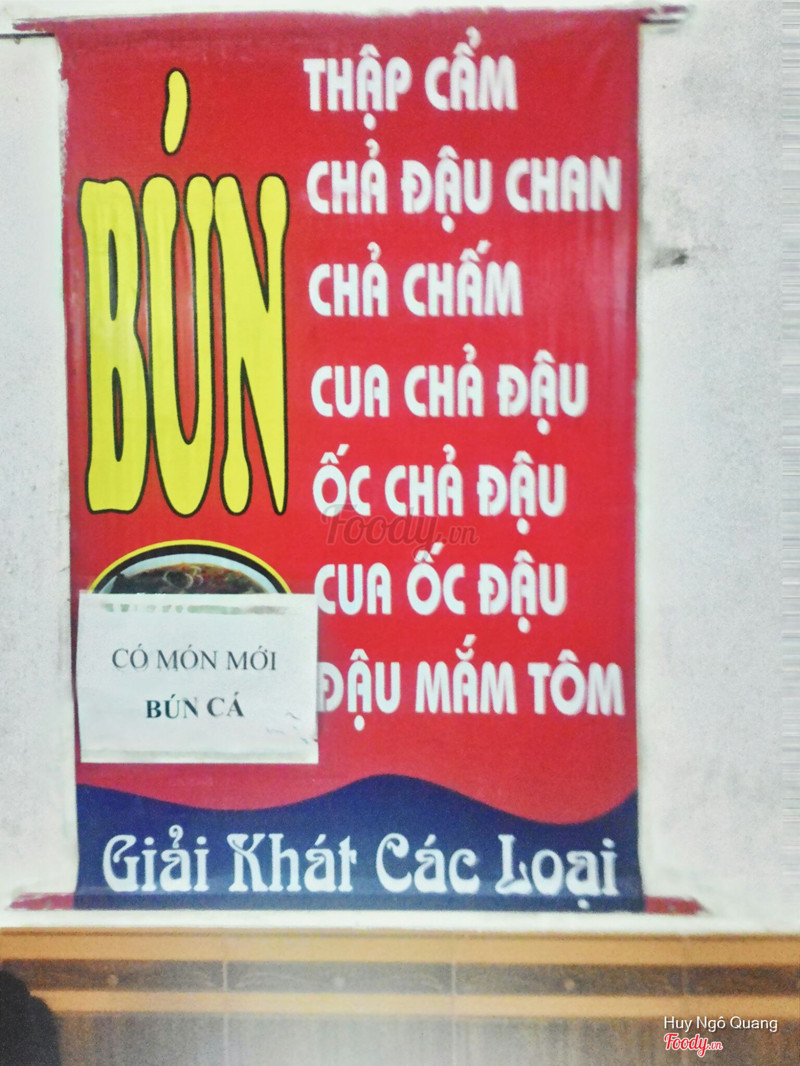 BÚN
THẬP CẨM
CHẢ ĐẬU CHAN
CHẢ CHẤM
CUA CHẢ ĐẬU
ỐC CHẢ ĐẬU
CUA ỐC ĐẬU
ĐẬU MẮM TÔM
CÓ MÓN MỚI
BÚN CÁ
Giải Khát Các Loại
Foody.vn
Huy Ngô Quang
Foody.vn